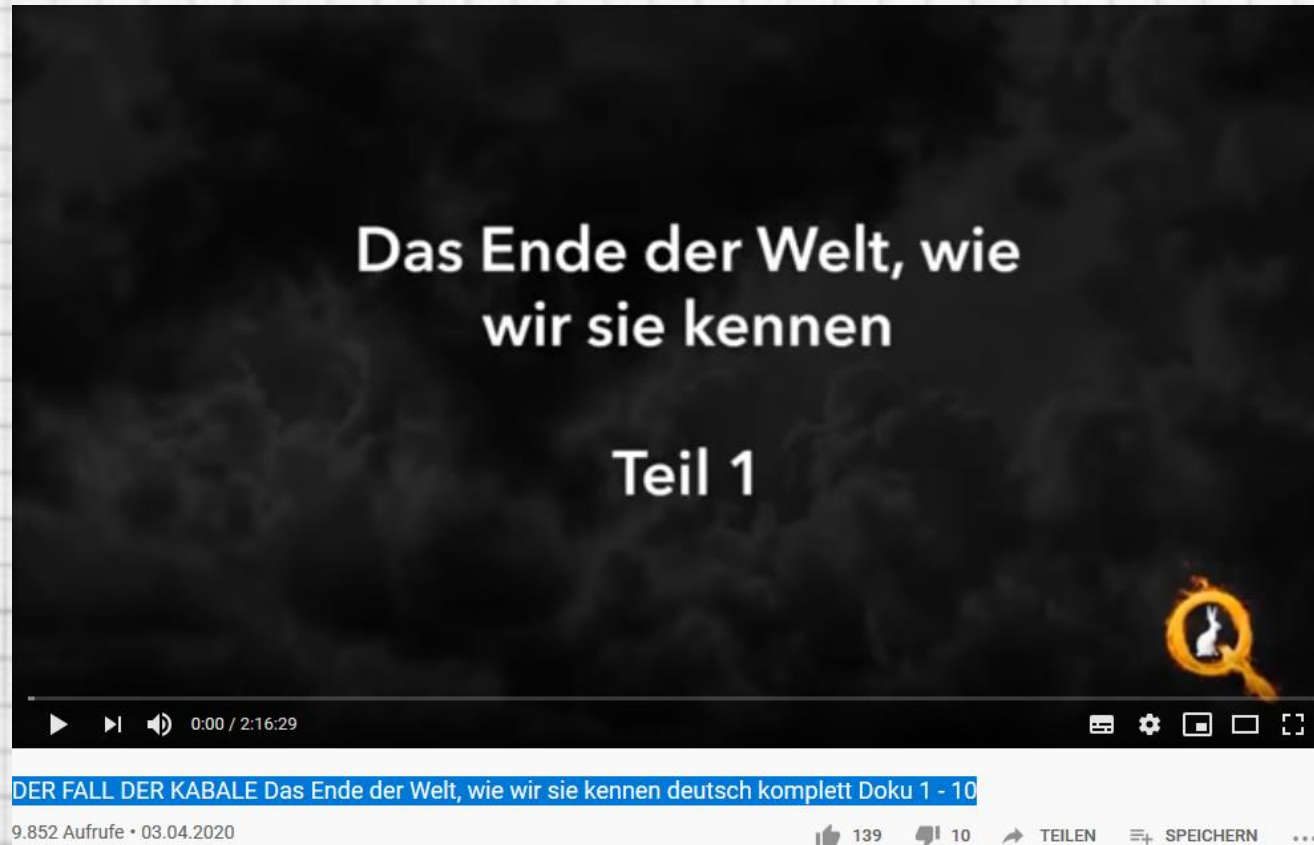 Das Ende der Welt, wie
wir sie kennen
Teil 1
Q
0:00 / 2:16:29
DER FALL DER KABALE Das Ende der Welt, wie wir sie kennen deutsch komplett Doku 1 - 10
9.852 Aufrufe • 03.04.2020
139 10 TEILEN SPEICHERN ...